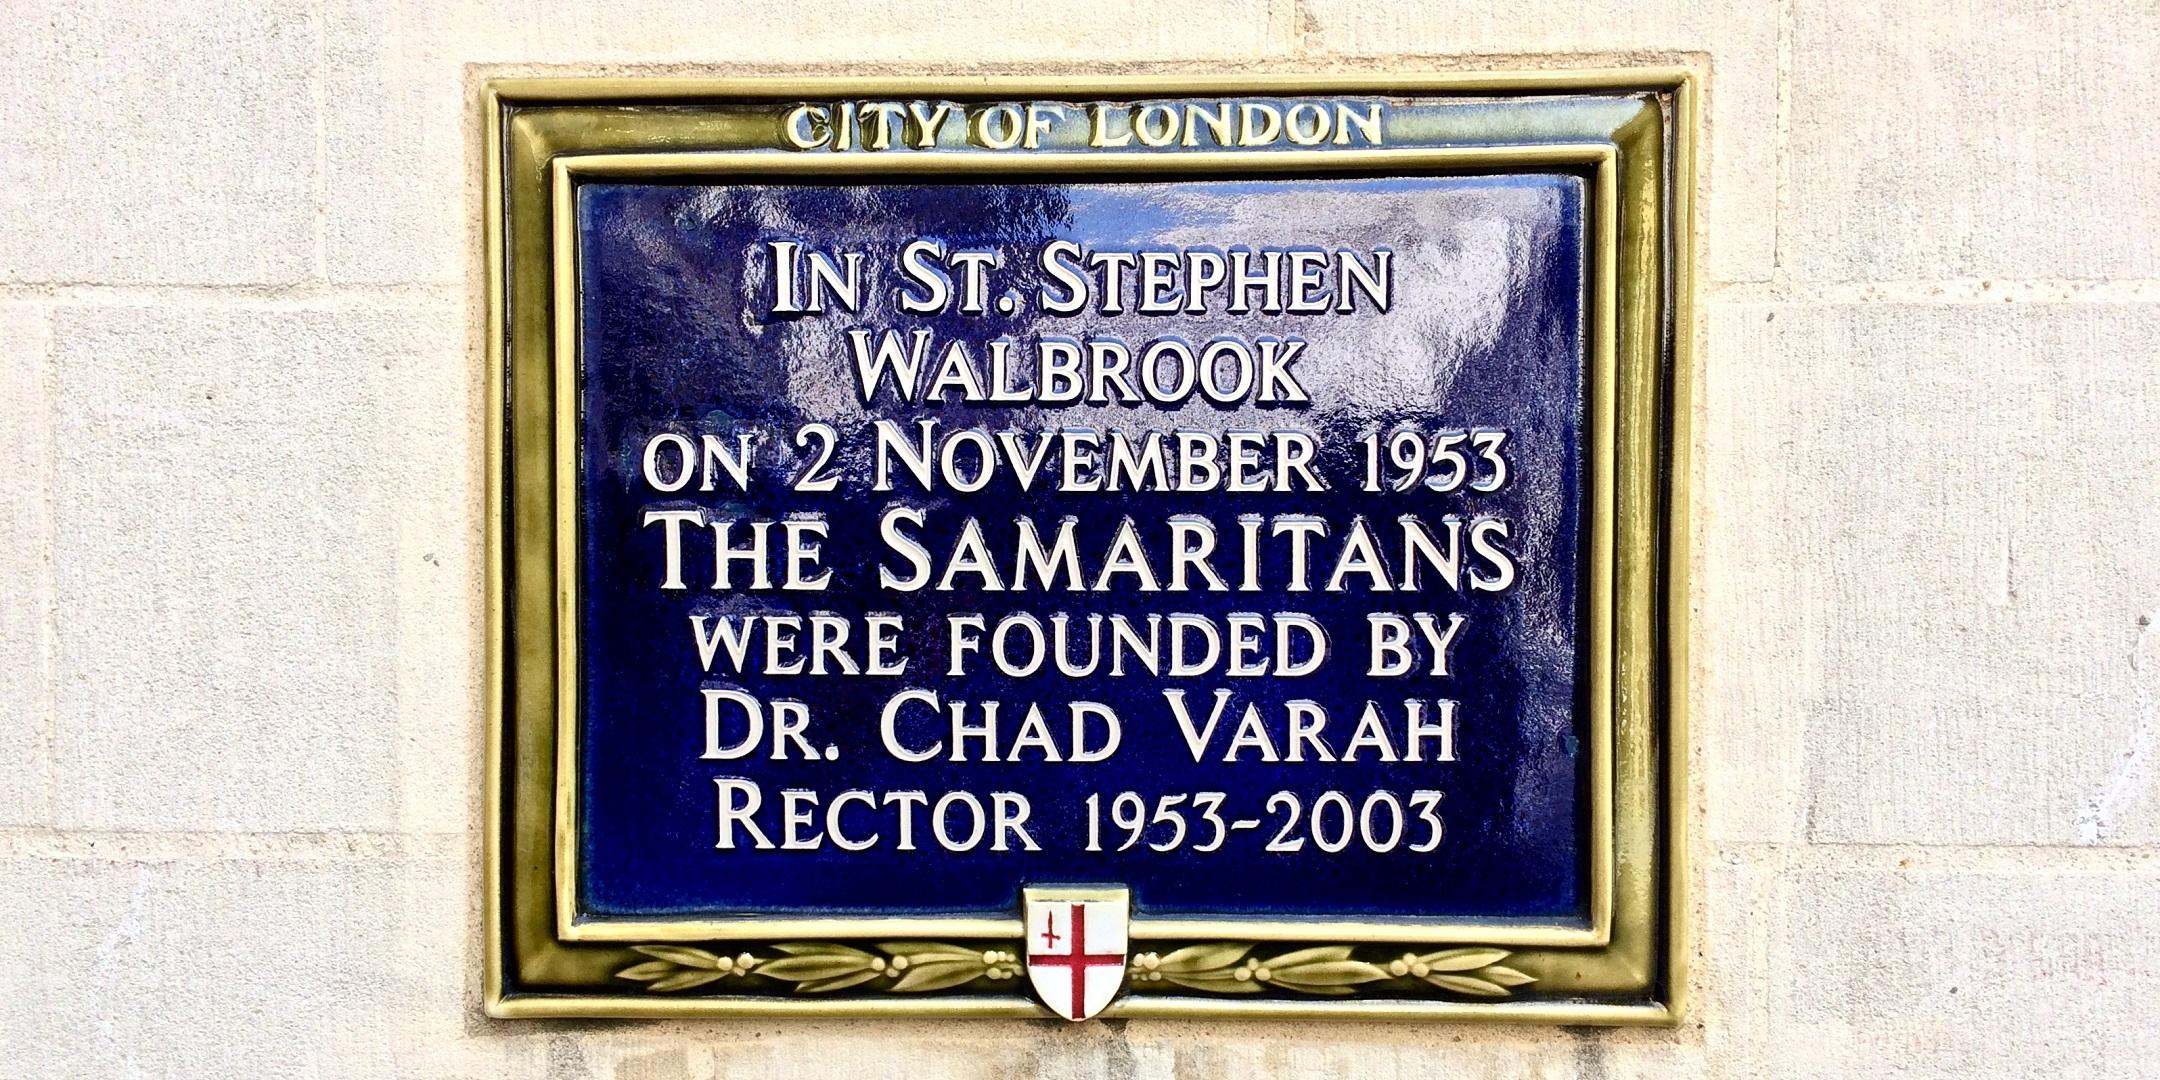 CITY OF LONDON
IN ST. STEPHEN
WALBROOK
ON 2 NOVEMBER 1953
THE SAMARITANS
WERE FOUNDED BY
DR. CHAD VARAH
RECTOR 1953-2003